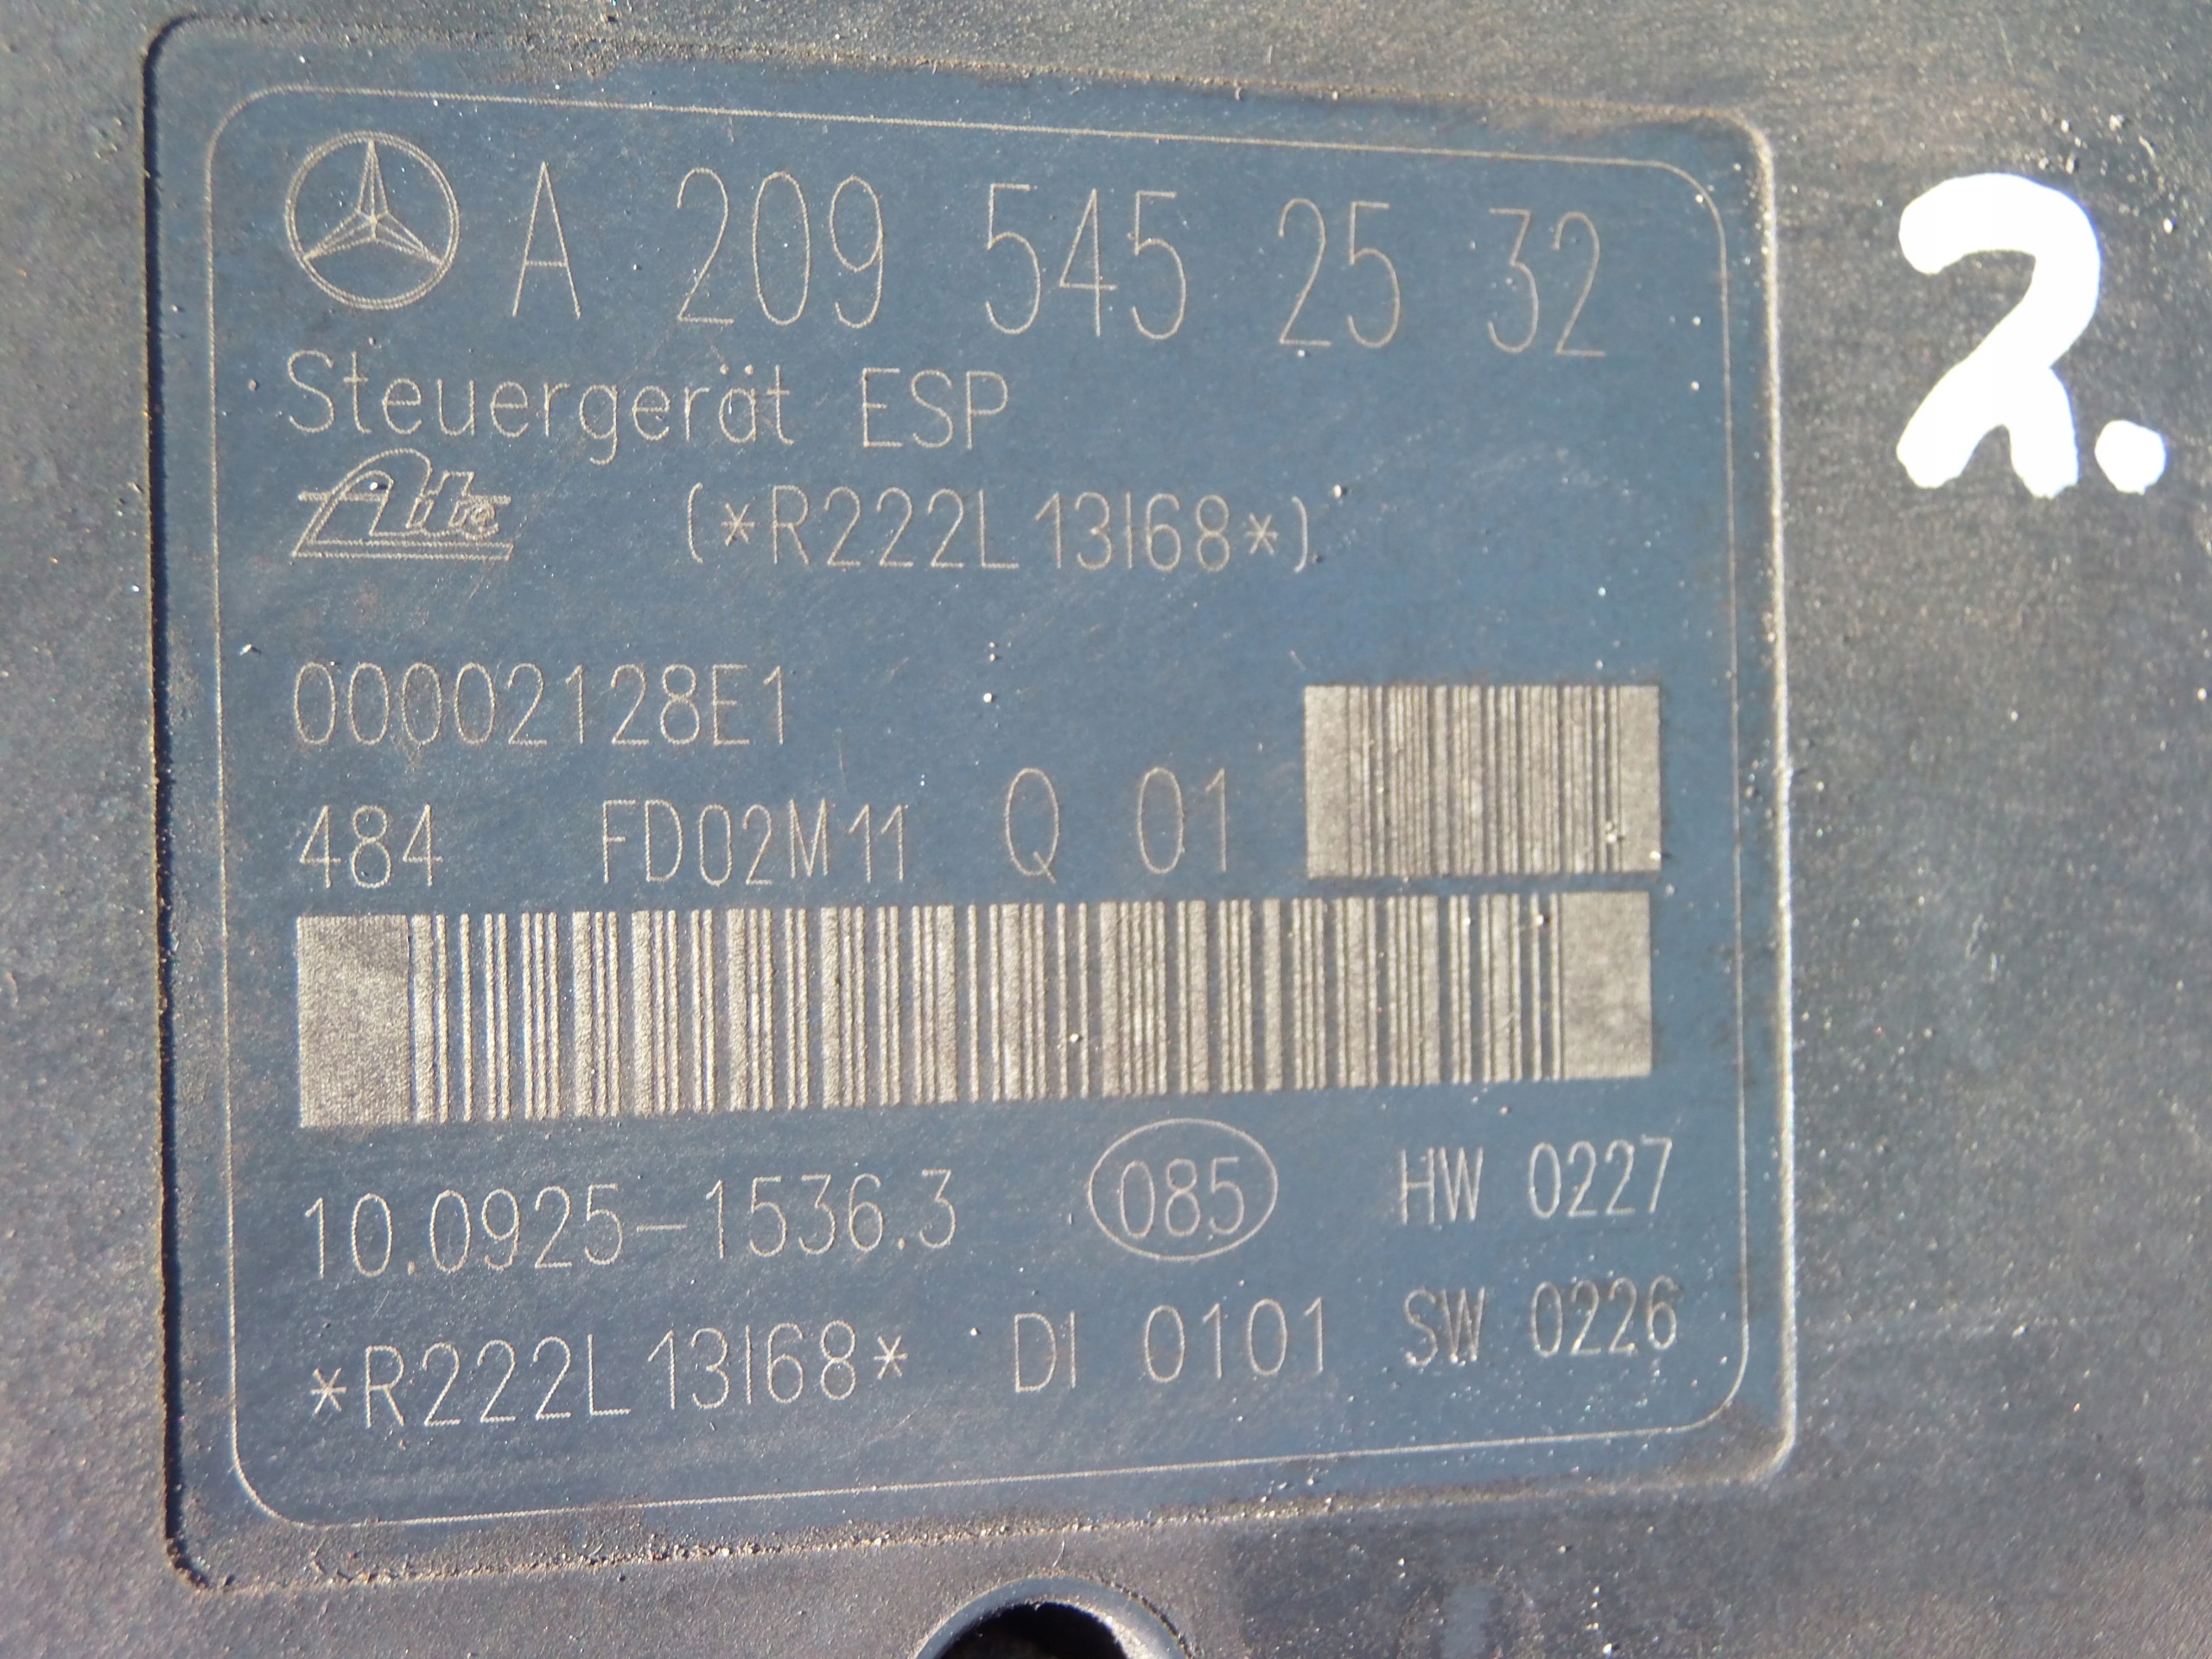 A 209 545 25 32
2.
Steuergerät ESP
Ate (*R222L13I68*)
00002128E1
484 FD02M11 Q 01
10.0925-1536.3 085 HW 0227
*R222L13I68* DI 0101 SW 0226